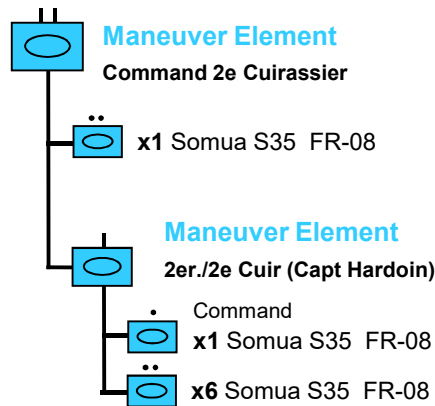 Maneuver Element
Command 2e Cuirassier
x1 Somua S35 FR-08
Maneuver Element
2er./2e Cuir (Capt Hardoin)
Command
x1 Somua S35 FR-08
x6 Somua S35 FR-08